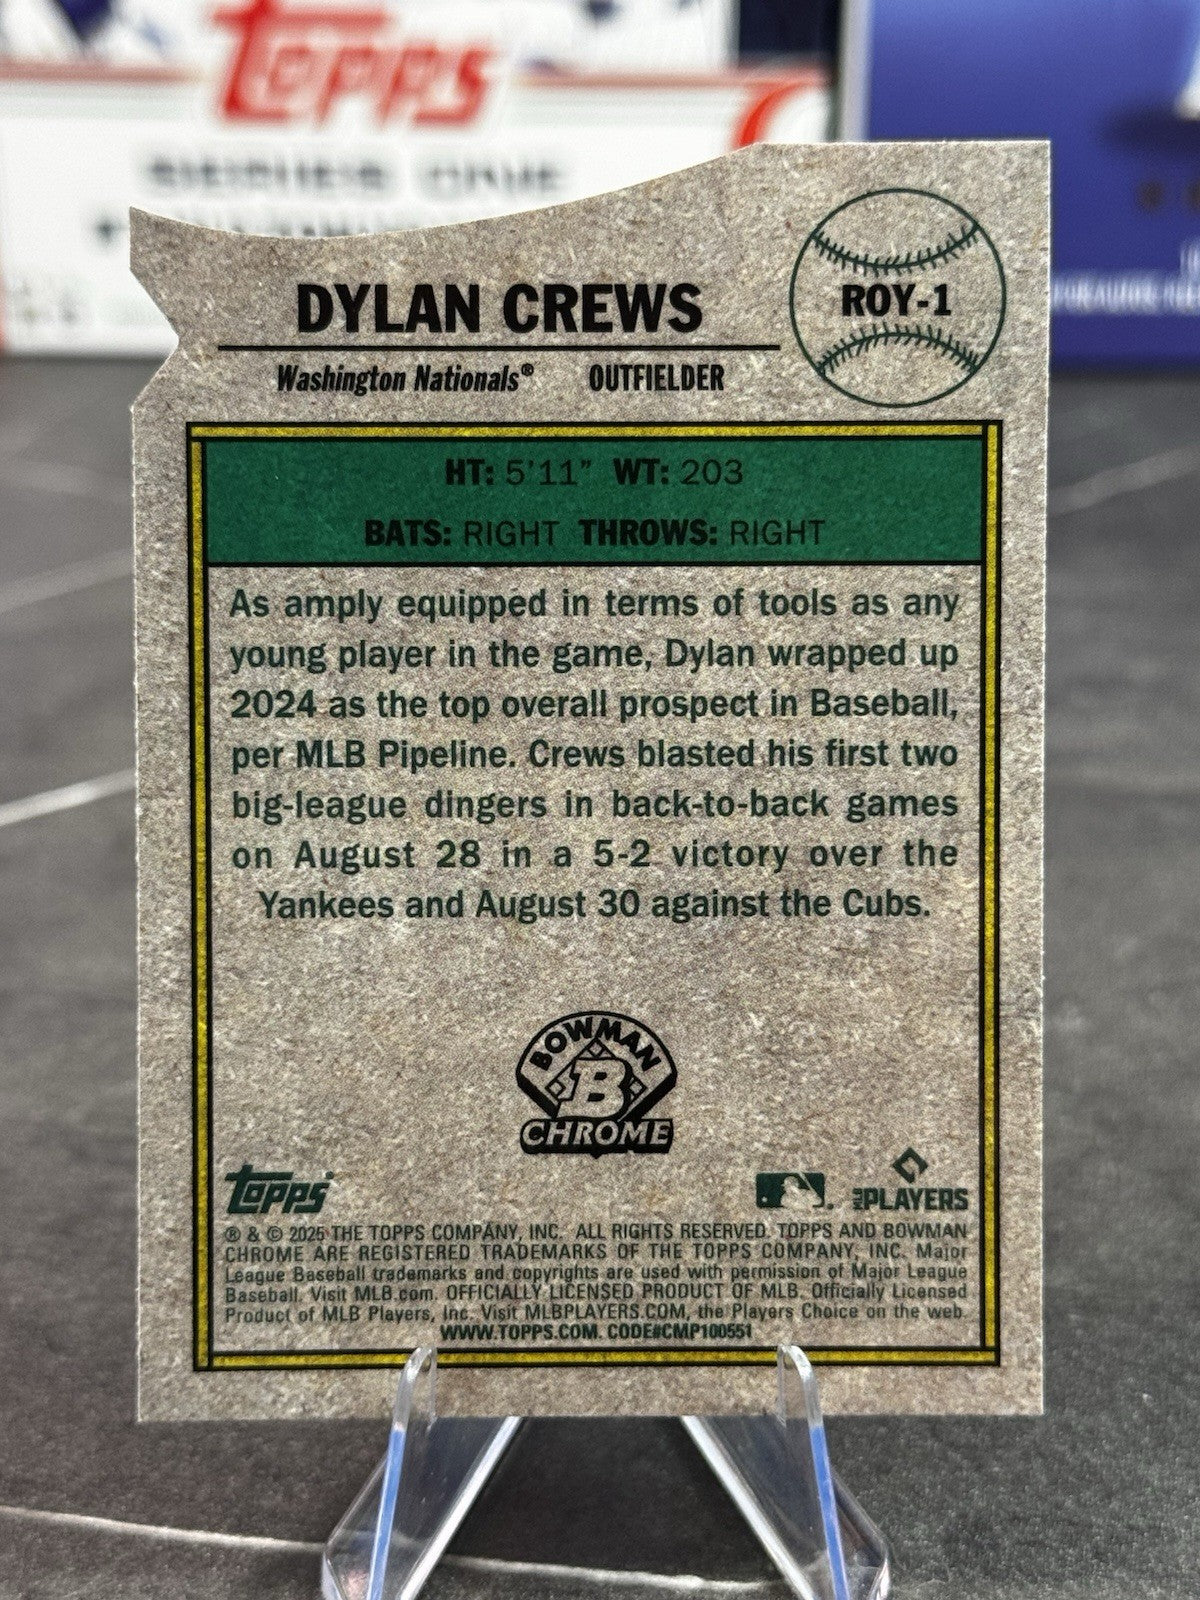 Topps
SERIES ONE
DYLAN CREWS
ROY-1
Washington Nationals® OUTFIELDER
HT: 5'11" WT: 203
BATS: RIGHT THROWS: RIGHT
As amply equipped in terms of tools as any
young player in the game, Dylan wrapped up
2024 as the top overall prospect in Baseball,
per MLB Pipeline. Crews blasted his first two
big-league dingers in back-to-back games
on August 28 in a 5-2 victory over the
Yankees and August 30 against the Cubs.
BOWMAN
B
CHROME
Topps
MLB PLAYERS
® & © 2025 THE TOPPS COMPANY, INC. ALL RIGHTS RESERVED. TOPPS AND BOWMAN
CHROME ARE REGISTERED TRADEMARKS OF THE TOPPS COMPANY, INC. Major
League Baseball trademarks and copyrights are used with permission of Major League
Baseball. Visit MLB.com. OFFICIALLY LICENSED PRODUCT OF MLB. Officially Licensed
Product of MLB Players, Inc. Visit MLBPLAYERS.COM, the Players Choice on the web.
WWW.TOPPS.COM. CODE#CMP100551